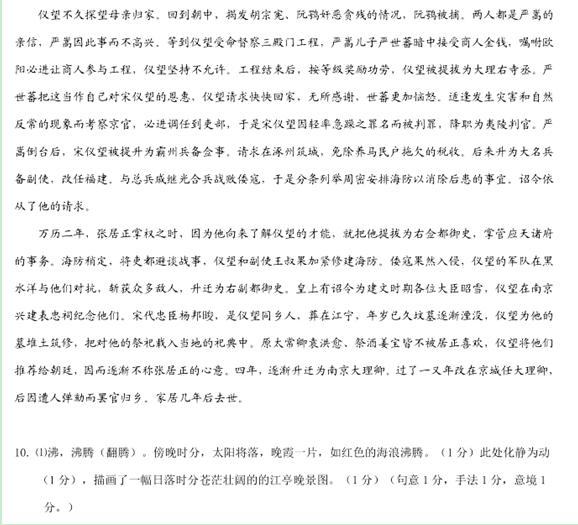 仪望不久探望母亲归家。回到朝中，揭发胡宗宪、阮鹗奸恶贪残的情况，阮鹗被捕。两人都是严嵩的
亲信，严嵩因此事而不高兴。等到仪望受命督察三殿门工程，严嵩儿子严世蕃暗中接受商人金钱，嘱咐欧
阳必进让商人参与工程，仪望坚持不允许。工程结束后，按等级奖励功劳，仪望被提拔为大理右寺丞。严
世蕃把这当作自己对宋仪望的恩惠，仪望请求快快回家，无所感谢，世蕃更加恼怒。适逢发生灾害和自然
反常的现象而考察京官，必进调任到吏部，于是宋仪望因轻率急躁之罪名而被判罪，降职为夷陵判官。严
嵩倒台后，宋仪望被提升为霸州兵备佥事。请求在涿州筑城，免除养马民户拖欠的税收。后来升为大名兵
备副使，改任福建。与总兵戚继光合兵战败倭寇，于是分条列举周密安排海防以消除后患的事宜。诏令依
从了他的请求。
万历二年，张居正掌权之时，因为他向来了解仪望的才能，就把他提拔为右佥都御史，掌管应天诸府
的事务。海防稍定，将吏都避谈战事，仪望和副使王叔果加紧修建海防。倭寇果然入侵，仪望的军队在黑
水洋与他们对抗，斩获众多敌人，升迁为右副都御史。皇上有诏令为建文时期各位大臣昭雪，仪望在南京
兴建表忠祠纪念他们。宋代忠臣杨邦畯，是仪望同乡人，葬在江宁，年岁已久坟墓逐渐湮没，仪望为他的
墓堆土筑修，把对他的祭祀载入当地的祀典中。原太常卿袁洪愈、祭酒姜宝皆不被居正喜欢，仪望将他们
推荐给朝廷，因而逐渐不称张居正的心意。四年，逐渐升迁为南京大理卿。过了一又年改在京城任大理卿，
后因遭人弹劾而罢官归乡。家居几年后去世。
10. ⑴沸，沸腾（翻腾）。傍晚时分，太阳将落，晚霞一片，如红色的海浪沸腾。（1 分）此处化静为动
（1 分），描画了一幅日落时分苍茫壮阔的的江亭晚景图。（1 分）（句意 1 分，手法 1 分，意境 1
分。）